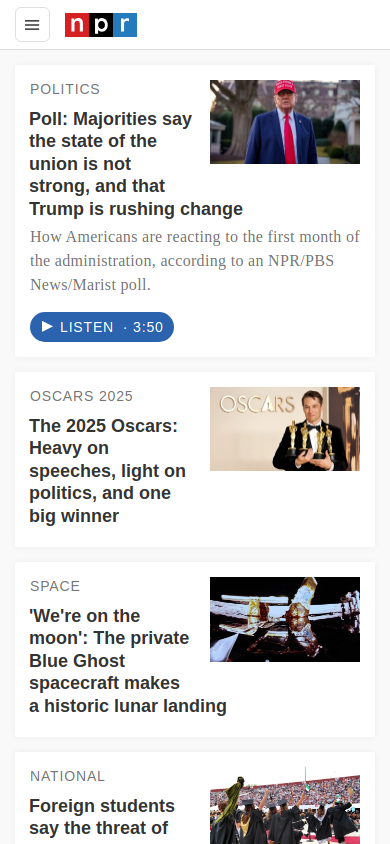 npr
POLITICS
Poll: Majorities say
the state of the
union is not
strong, and that
Trump is rushing change
How Americans are reacting to the first month of
the administration, according to an NPR/PBS
News/Marist poll.
LISTEN · 3:50
OSCARS 2025
The 2025 Oscars:
Heavy on
speeches, light on
politics, and one
big winner
OSCARS
SPACE
'We're on the
moon': The private
Blue Ghost
spacecraft makes
a historic lunar landing
NATIONAL
Foreign students
say the threat of